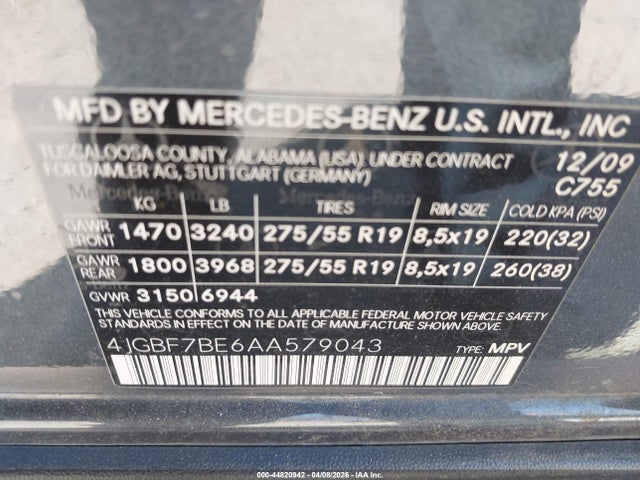 MFD BY MERCEDES-BENZ U.S. INTL., INC
TUSCALOOSA COUNTY, ALABAMA (USA) UNDER CONTRACT 12/09
FOR DAIMLER AG, STUTTGART (GERMANY) C755
Mercedes-Benz Mercedes-Benz
KG LB TIRES RIM SIZE COLD KPA (PSI)
GAWR FRONT 1470 3240 275/55 R19 8,5x19 220(32)
GAWR REAR 1800 3968 275/55 R19 8,5x19 260(38)
GVWR 3150 6944
THIS VEHICLE CONFORMS TO ALL APPLICABLE FEDERAL MOTOR VEHICLE SAFETY
STANDARDS IN EFFECT ON THE DATE OF MANUFACTURE SHOWN ABOVE.
4JGBF7BE6AA579043 TYPE: MPV
000-44820942 - 04/08/2026 - IAA Inc.